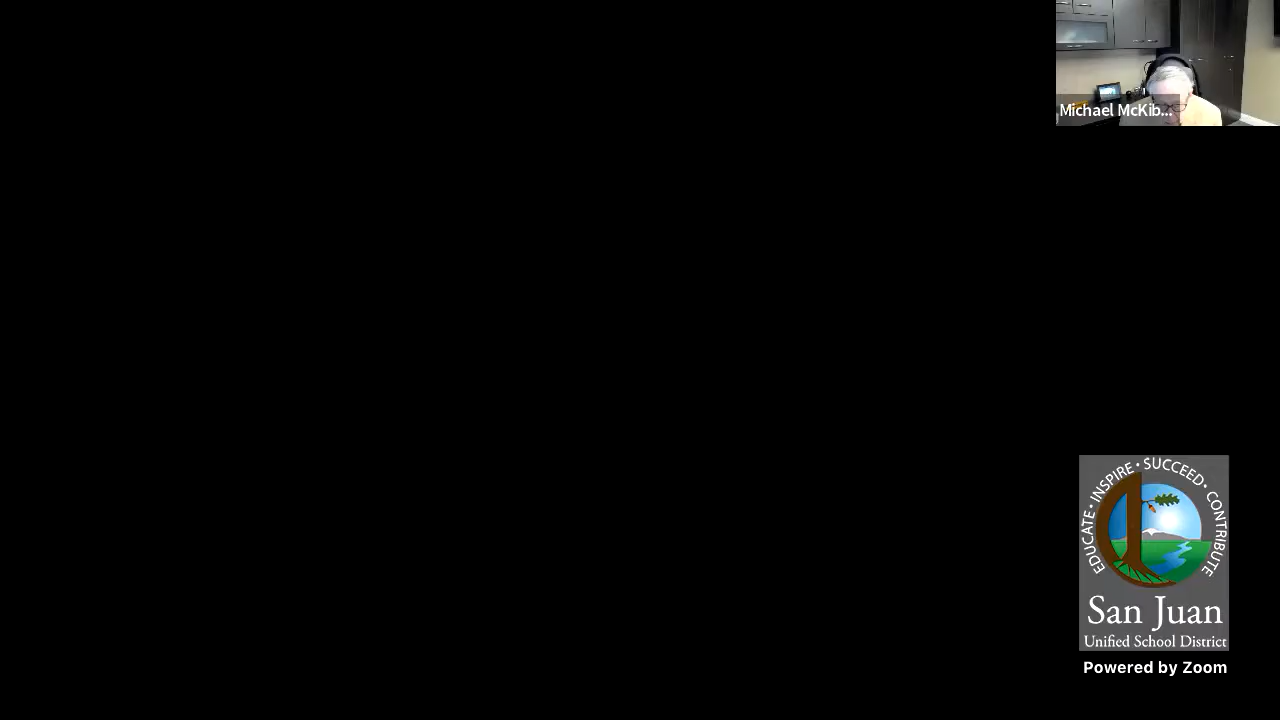 Michael McKib...
EDUCATE • INSPIRE • SUCCEED • CONTRIBUTE
San Juan
Unified School District
Powered by Zoom